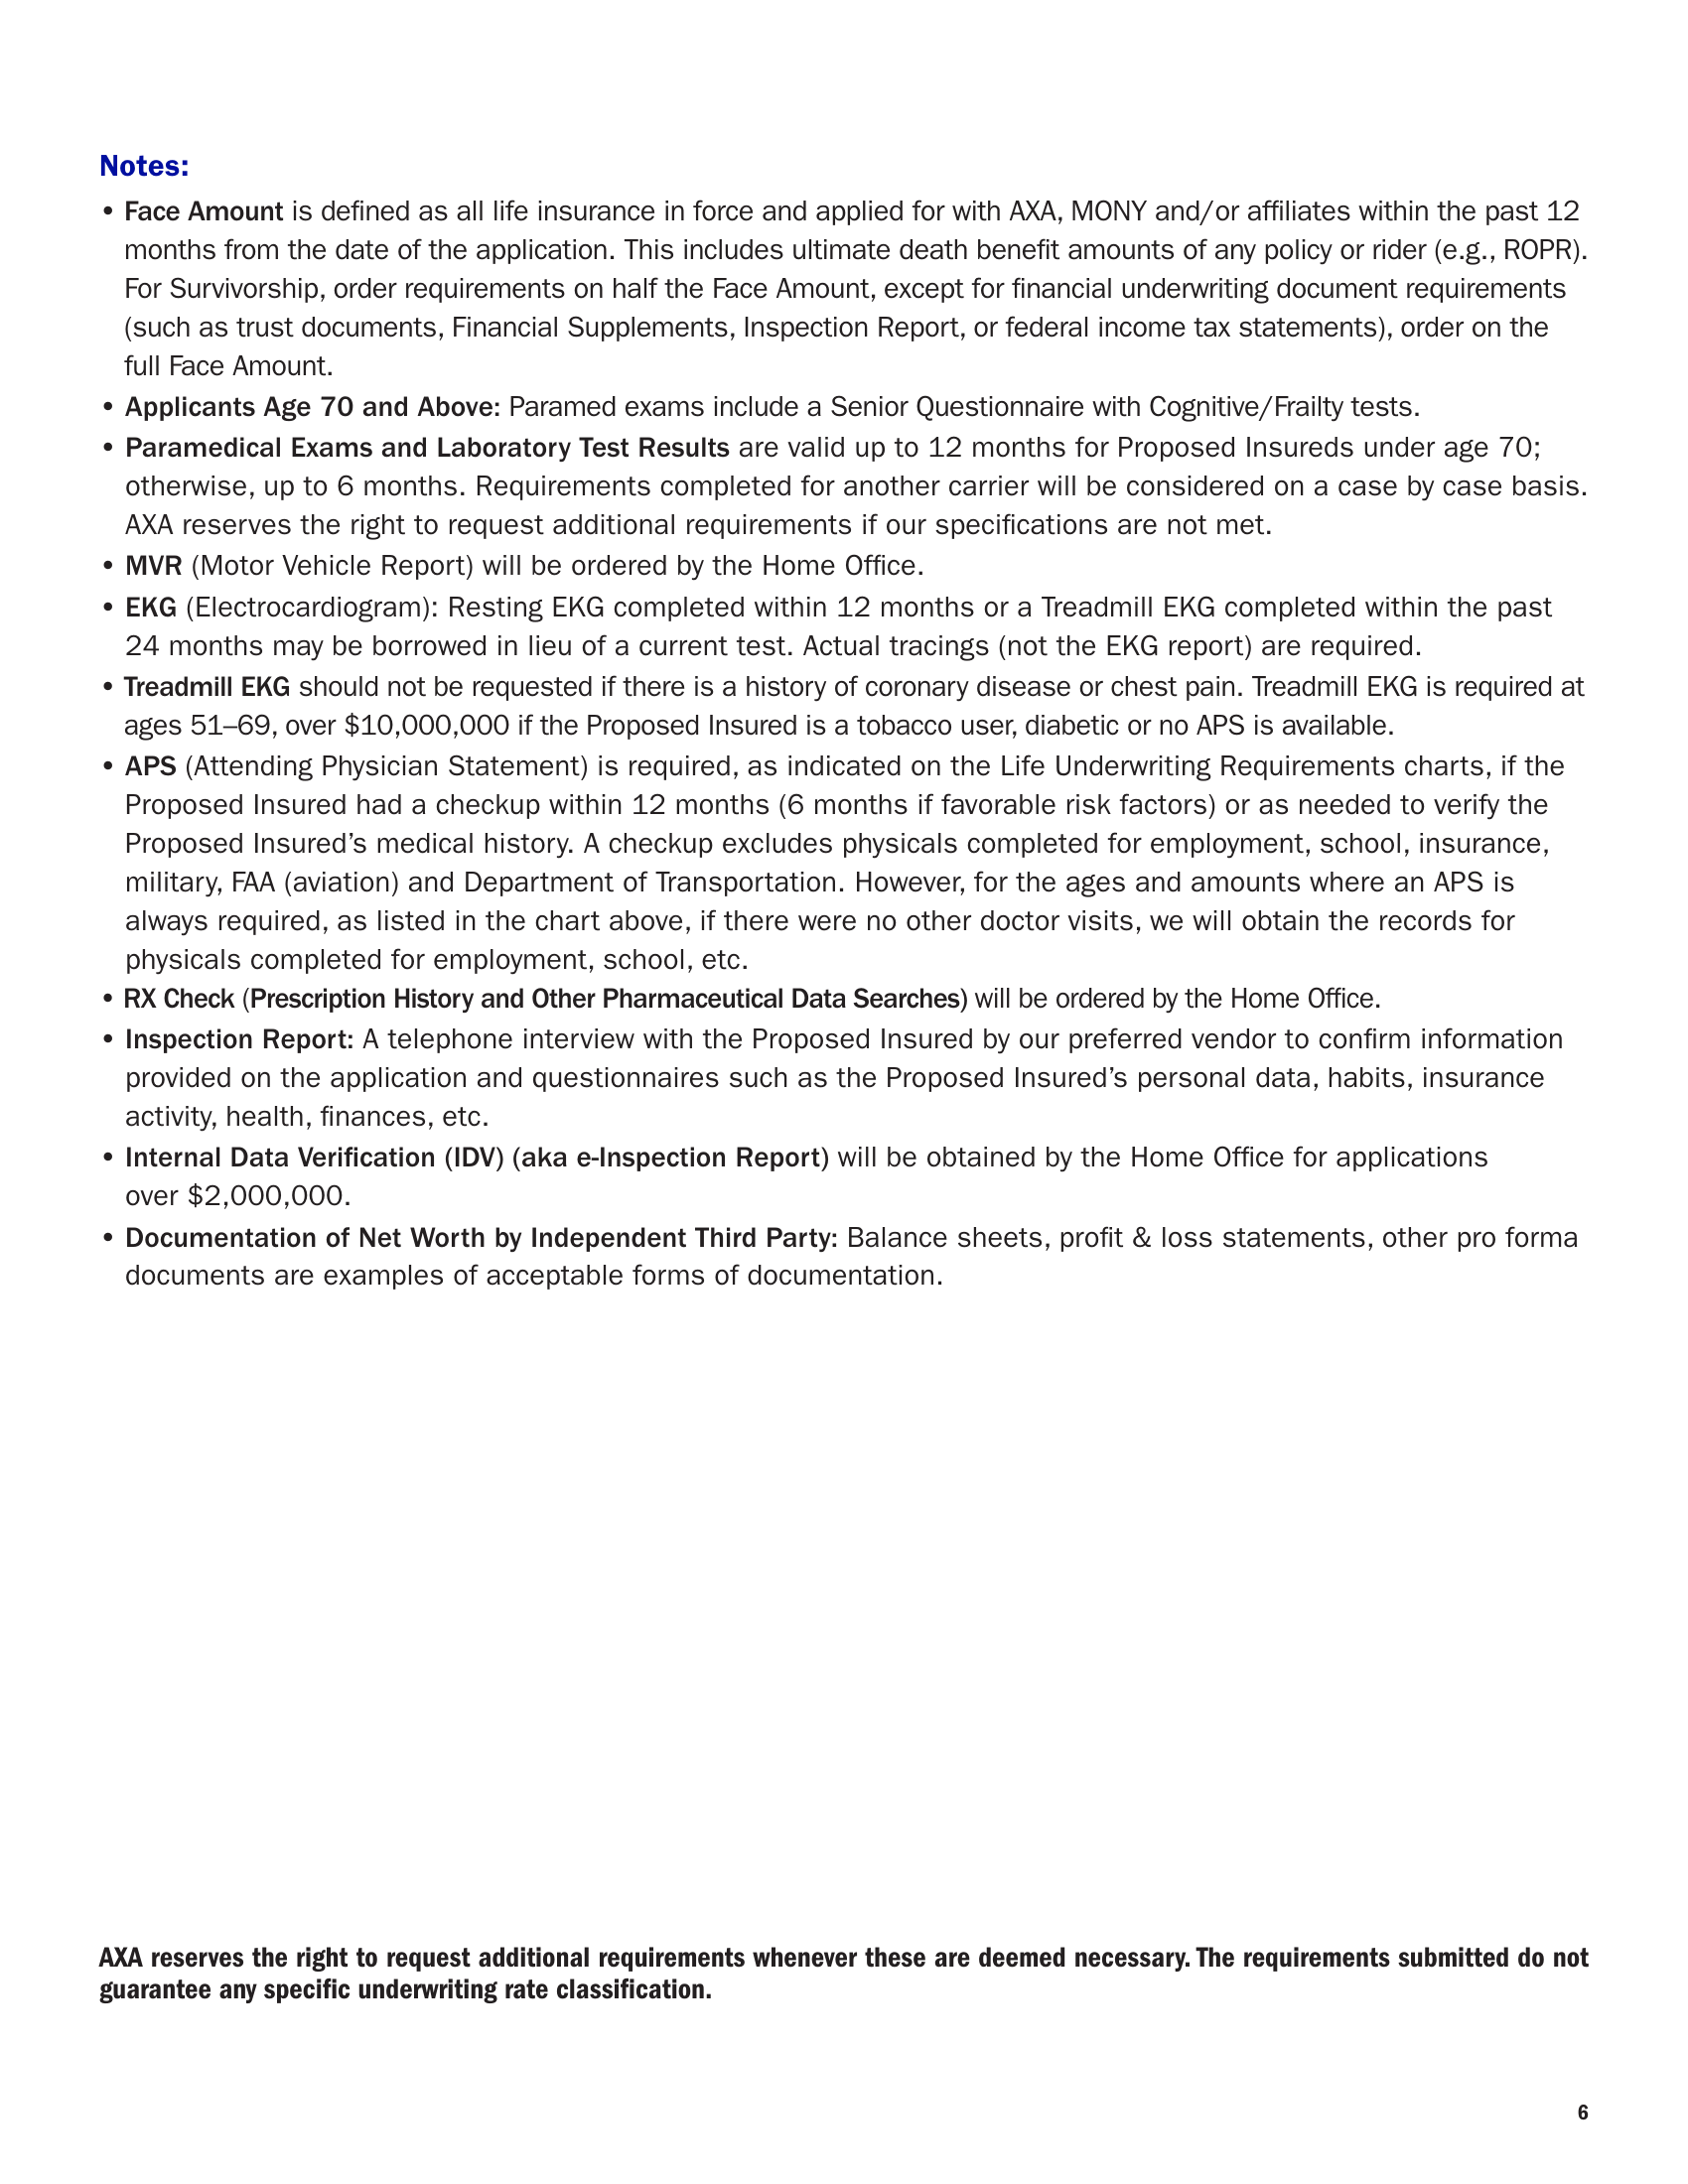 Notes:
• Face Amount is defined as all life insurance in force and applied for with AXA, MONY and/or affiliates within the past 12
months from the date of the application. This includes ultimate death benefit amounts of any policy or rider (e.g., ROPR).
For Survivorship, order requirements on half the Face Amount, except for financial underwriting document requirements
(such as trust documents, Financial Supplements, Inspection Report, or federal income tax statements), order on the
full Face Amount.
• Applicants Age 70 and Above: Paramed exams include a Senior Questionnaire with Cognitive/Frailty tests.
• Paramedical Exams and Laboratory Test Results are valid up to 12 months for Proposed Insureds under age 70;
otherwise, up to 6 months. Requirements completed for another carrier will be considered on a case by case basis.
AXA reserves the right to request additional requirements if our specifications are not met.
• MVR (Motor Vehicle Report) will be ordered by the Home Office.
• EKG (Electrocardiogram): Resting EKG completed within 12 months or a Treadmill EKG completed within the past
24 months may be borrowed in lieu of a current test. Actual tracings (not the EKG report) are required.
• Treadmill EKG should not be requested if there is a history of coronary disease or chest pain. Treadmill EKG is required at
ages 51–69, over $10,000,000 if the Proposed Insured is a tobacco user, diabetic or no APS is available.
• APS (Attending Physician Statement) is required, as indicated on the Life Underwriting Requirements charts, if the
Proposed Insured had a checkup within 12 months (6 months if favorable risk factors) or as needed to verify the
Proposed Insured’s medical history. A checkup excludes physicals completed for employment, school, insurance,
military, FAA (aviation) and Department of Transportation. However, for the ages and amounts where an APS is
always required, as listed in the chart above, if there were no other doctor visits, we will obtain the records for
physicals completed for employment, school, etc.
• RX Check (Prescription History and Other Pharmaceutical Data Searches) will be ordered by the Home Office.
• Inspection Report: A telephone interview with the Proposed Insured by our preferred vendor to confirm information
provided on the application and questionnaires such as the Proposed Insured’s personal data, habits, insurance
activity, health, finances, etc.
• Internal Data Verification (IDV) (aka e-Inspection Report) will be obtained by the Home Office for applications
over $2,000,000.
• Documentation of Net Worth by Independent Third Party: Balance sheets, profit & loss statements, other pro forma
documents are examples of acceptable forms of documentation.
AXA reserves the right to request additional requirements whenever these are deemed necessary. The requirements submitted do not
guarantee any specific underwriting rate classification.
6